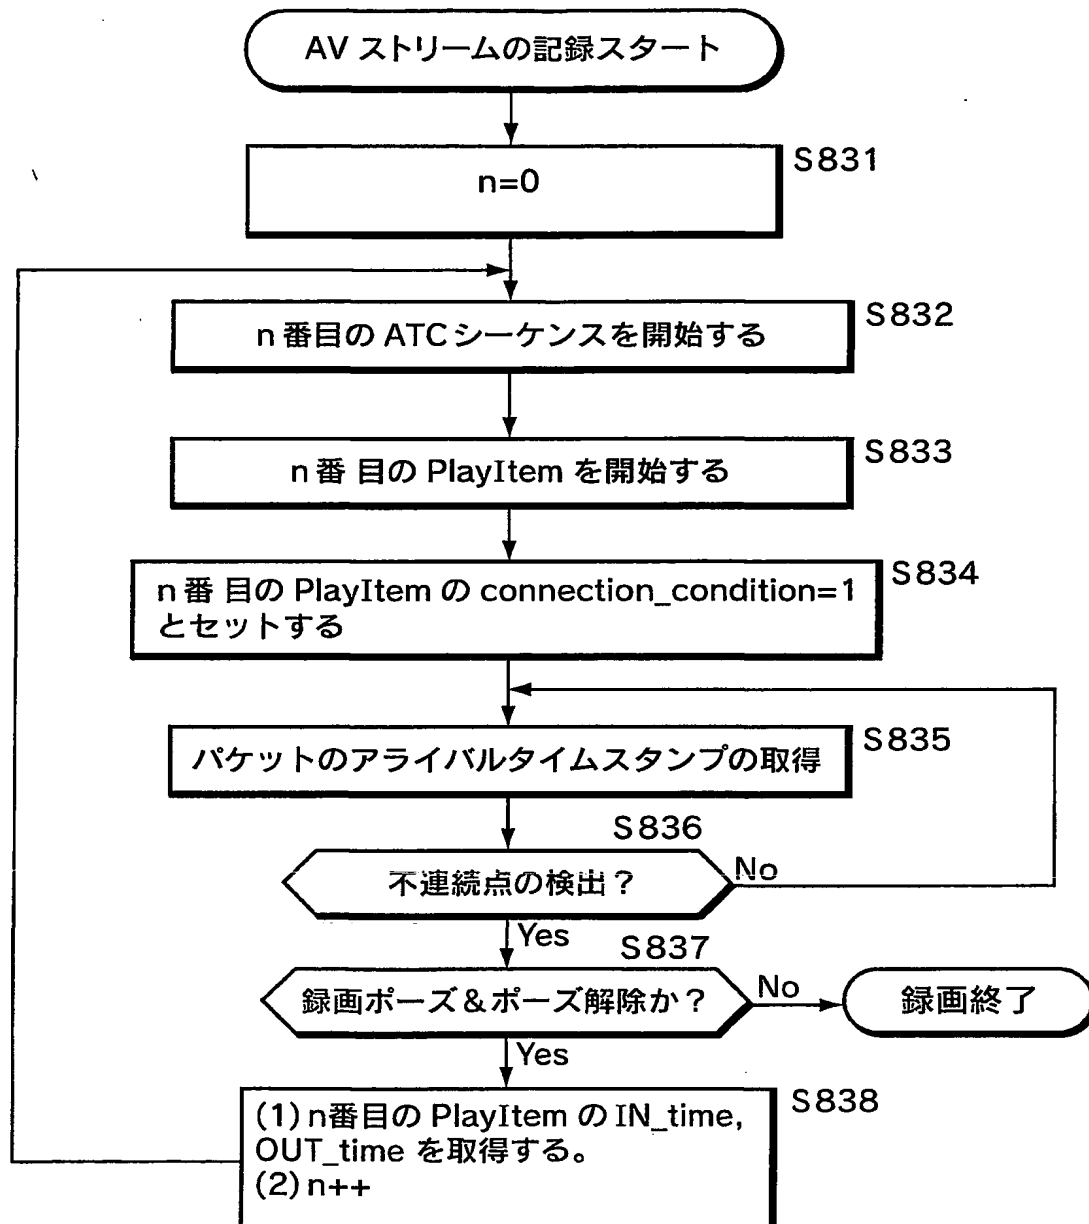 AV ストリームの記録スタート
S831
n=0
S832
n 番目の ATC シーケンスを開始する
S833
n 番 目の PlayItem を開始する
S834
n 番 目の PlayItem の connection_condition=1
とセットする
S835
パケットのアライバルタイムスタンプの取得
S836
不連続点の検出？
No
Yes
S837
録画ポーズ＆ポーズ解除か？
No
録画終了
Yes
S838
(1) n番目の PlayItem の IN_time,
OUT_time を取得する。
(2) n++